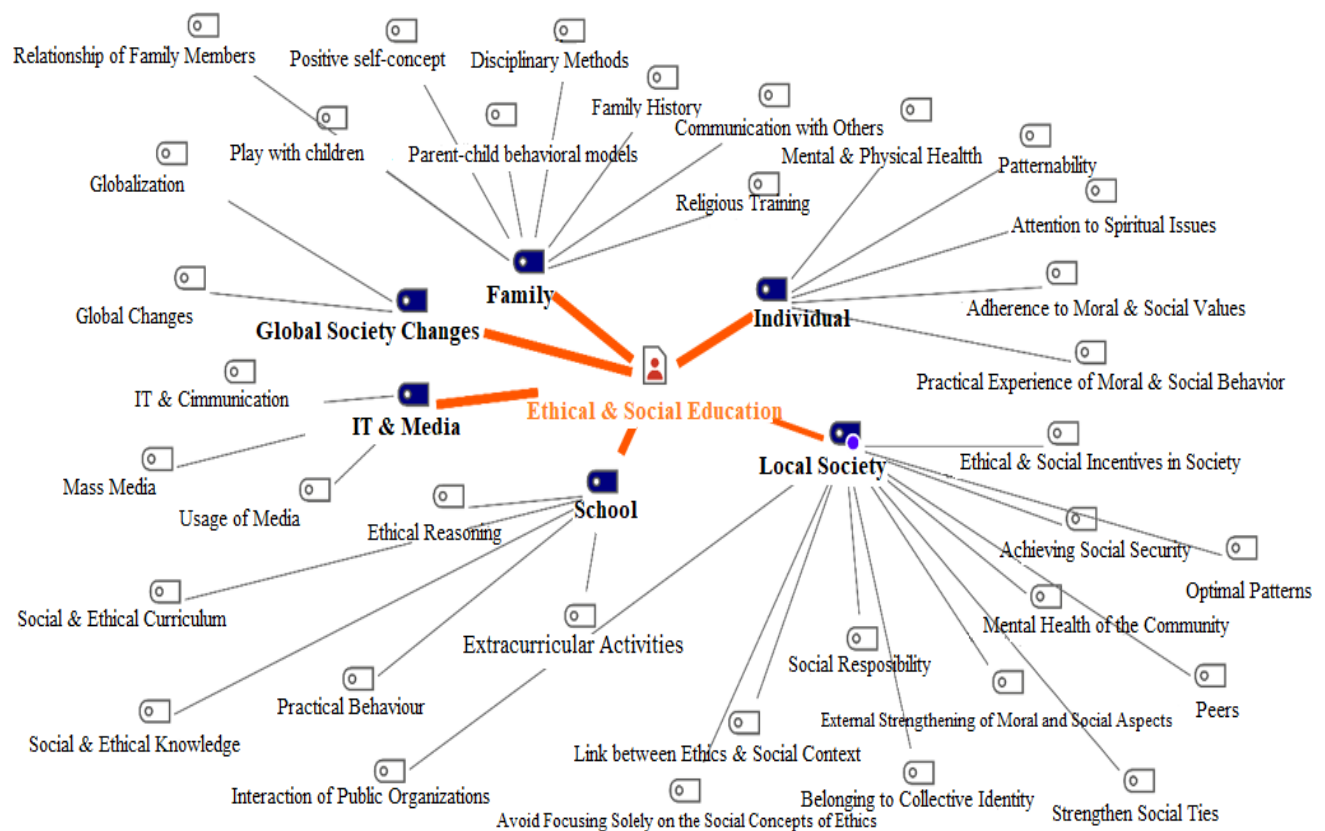 Relationship of Family Members
Positive self-concept
Disciplinary Methods
Family History
Communication with Others
Play with children
Parent-child behavioral models
Mental & Physical Healtth
Patternability
Globalization
Religious Training
Attention to Spiritual Issues
Family
Individual
Adherence to Moral & Social Values
Global Changes
Global Society Changes
Practical Experience of Moral & Social Behavior
IT & Cimmunication
Ethical & Social Education
IT & Media
Local Society
Ethical & Social Incentives in Society
Mass Media
Usage of Media
School
Ethical Reasoning
Achieving Social Security
Optimal Patterns
Social & Ethical Curriculum
Extracurricular Activities
Mental Health of the Community
Social Resposibility
Practical Behaviour
Peers
External Strengthening of Moral and Social Aspects
Social & Ethical Knowledge
Link between Ethics & Social Context
Interaction of Public Organizations
Belonging to Collective Identity
Strengthen Social Ties
Avoid Focusing Solely on the Social Concepts of Ethics